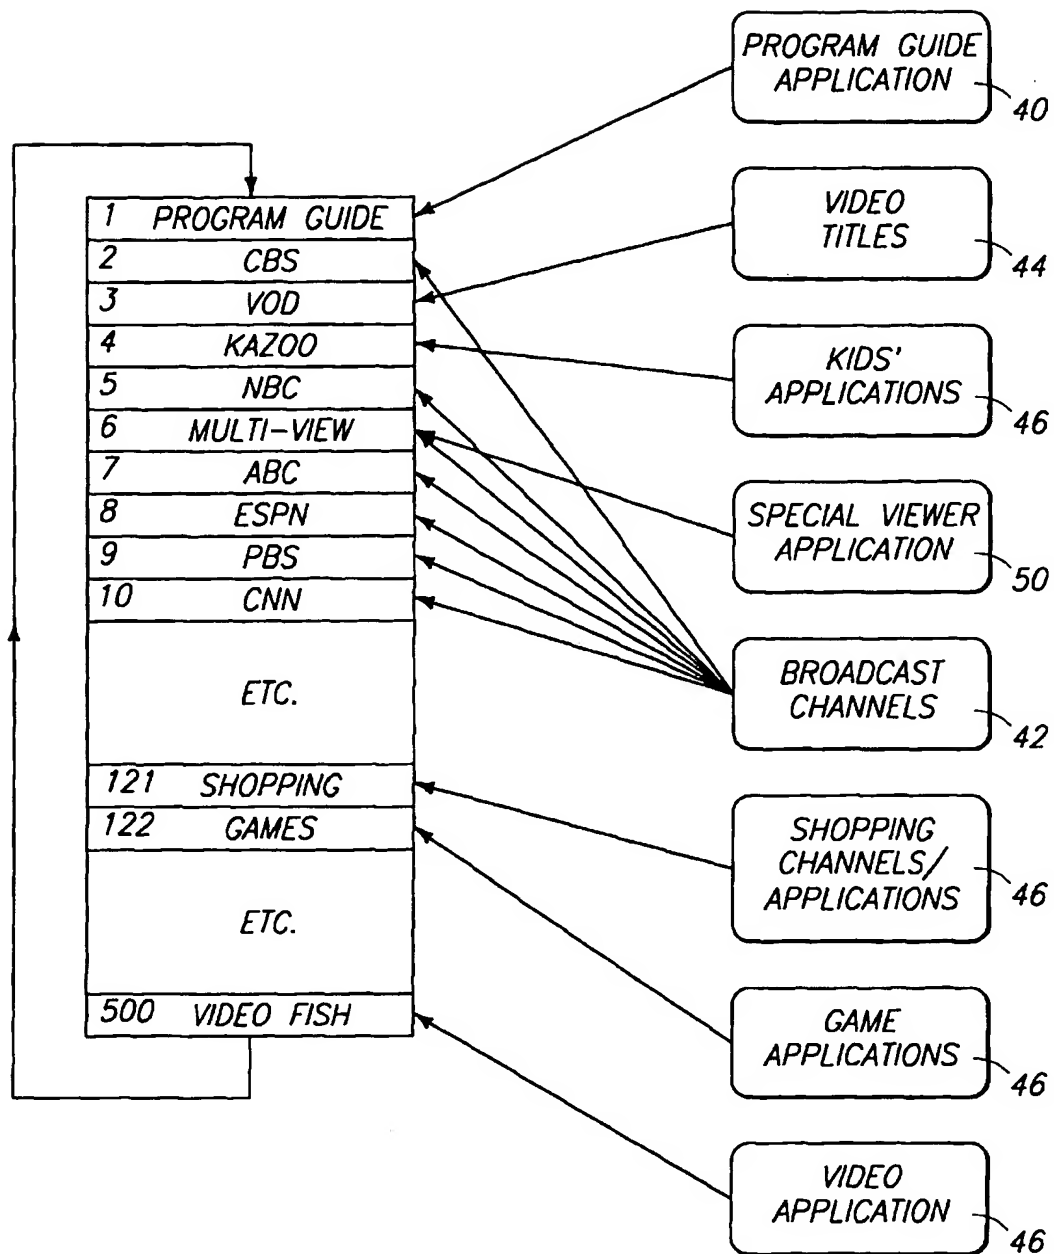 1 PROGRAM GUIDE
2 CBS
3 VOD
4 KAZOO
5 NBC
6 MULTI-VIEW
7 ABC
8 ESPN
9 PBS
10 CNN
ETC.
121 SHOPPING
122 GAMES
ETC.
500 VIDEO FISH
PROGRAM GUIDE
APPLICATION
40
VIDEO
TITLES
44
KIDS'
APPLICATIONS
46
SPECIAL VIEWER
APPLICATION
50
BROADCAST
CHANNELS
42
SHOPPING
CHANNELS/
APPLICATIONS
46
GAME
APPLICATIONS
46
VIDEO
APPLICATION
46